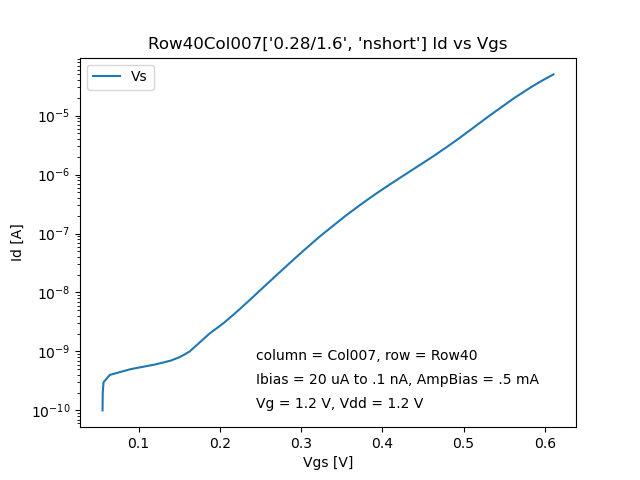 Row40Col007['0.28/1.6', 'nshort'] Id vs Vgs
Vs
10⁻⁵
10⁻⁶
10⁻⁷
10⁻⁸
10⁻⁹
10⁻¹⁰
Id [A]
column = Col007, row = Row40
Ibias = 20 uA to .1 nA, AmpBias = .5 mA
Vg = 1.2 V, Vdd = 1.2 V
0.1 0.2 0.3 0.4 0.5 0.6
Vgs [V]